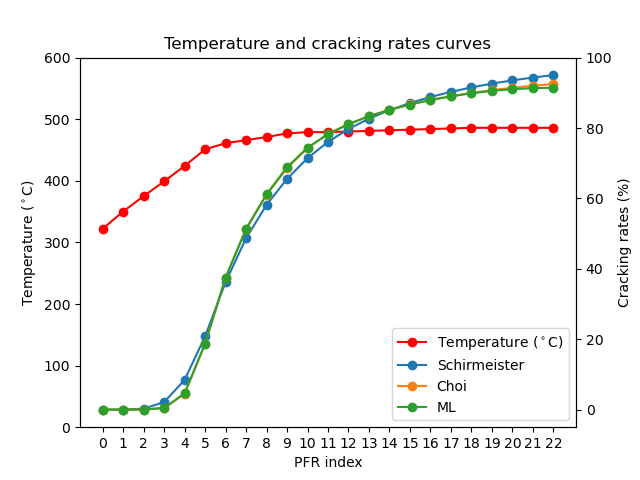 Temperature and cracking rates curves
600
500
400
300
200
100
0
Temperature (°C)
100
80
60
40
20
0
Cracking rates (%)
Temperature (°C)
Schirmeister
Choi
ML
0 1 2 3 4 5 6 7 8 9 10 11 12 13 14 15 16 17 18 19 20 21 22
PFR index